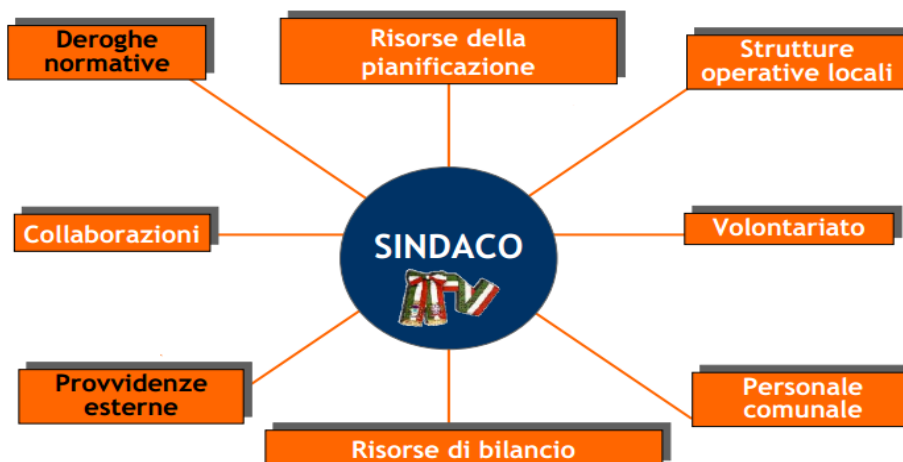 Deroghe
normative
Risorse della
pianificazione
Strutture
operative locali
Collaborazioni
SINDACO
Volontariato
Provvidenze
esterne
Risorse di bilancio
Personale
comunale